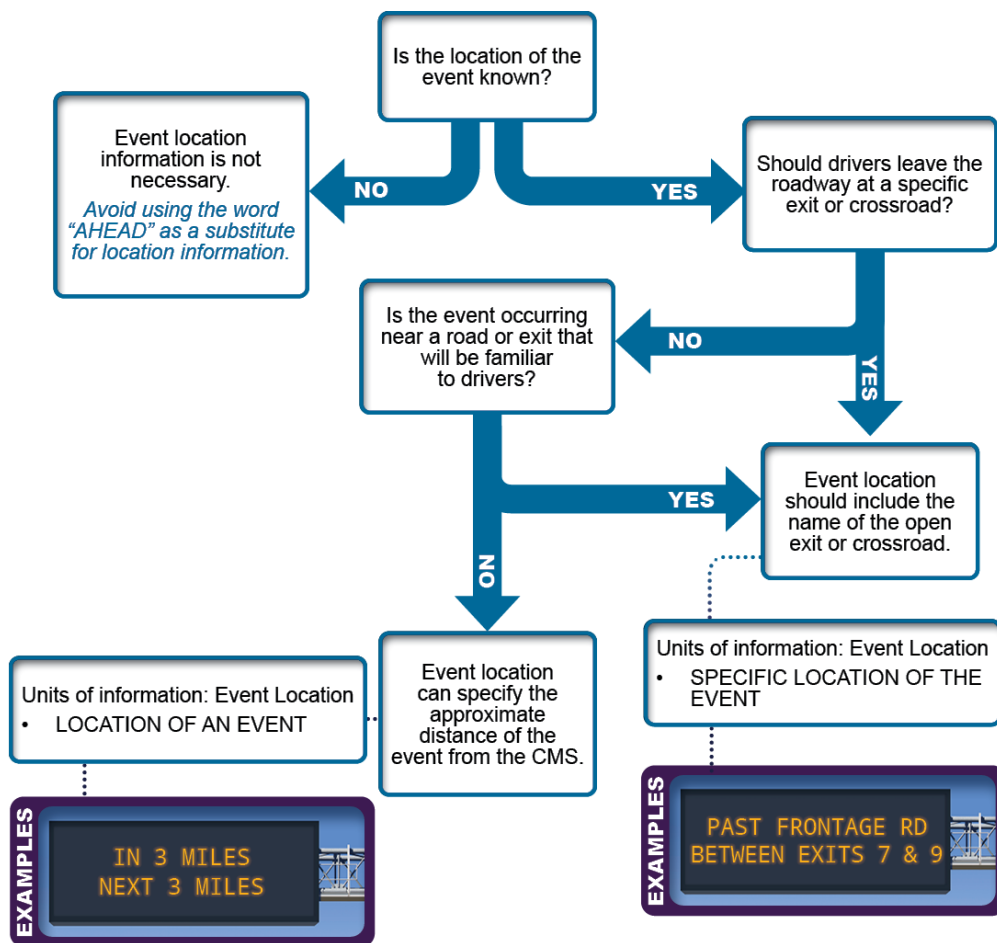 Is the location of the
event known?
Event location
information is not
necessary.
Avoid using the word
“AHEAD” as a substitute
for location information.
NO
YES
Should drivers leave the
roadway at a specific
exit or crossroad?
Is the event occurring
near a road or exit that
will be familiar
to drivers?
NO
YES
YES
Event location
should include the
name of the open
exit or crossroad.
NO
Event location
can specify the
approximate
distance of the
event from the CMS.
Units of information: Event Location
• LOCATION OF AN EVENT
Units of information: Event Location
• SPECIFIC LOCATION OF THE
EVENT
EXAMPLES
IN 3 MILES
NEXT 3 MILES
EXAMPLES
PAST FRONTAGE RD
BETWEEN EXITS 7 & 9